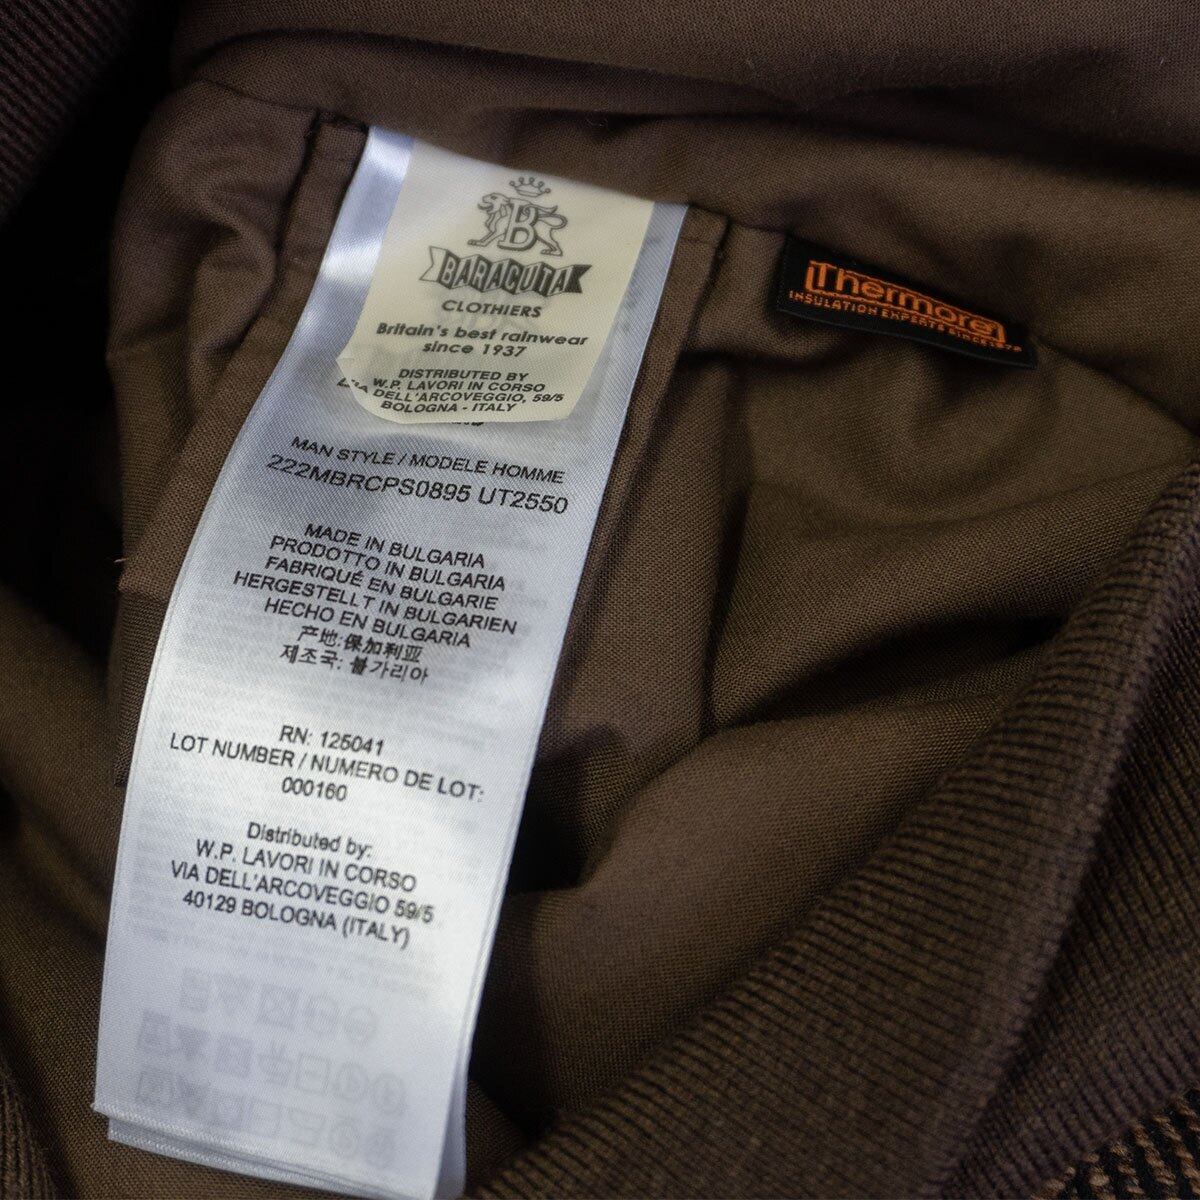 B
BARACUTA
CLOTHIERS
Britain's best rainwear
since 1937
DISTRIBUTED BY
W.P. LAVORI IN CORSO
DELL'ARCOVEGGIO, 59/5
BOLOGNA - ITALY
Thermore
INSULATION EXPERTS SINCE 1972
MAN STYLE / MODELE HOMME
222MBRCPS0895 UT2550
MADE IN BULGARIA
PRODOTTO IN BULGARIA
FABRIQUÉ EN BULGARIE
HERGESTELLT IN BULGARIEN
HECHO EN BULGARIA
产地:保加利亚
제조국: 불가리아
RN: 125041
LOT NUMBER / NUMERO DE LOT:
000160
Distributed by:
W.P. LAVORI IN CORSO
VIA DELL'ARCOVEGGIO 59/5
40129 BOLOGNA (ITALY)